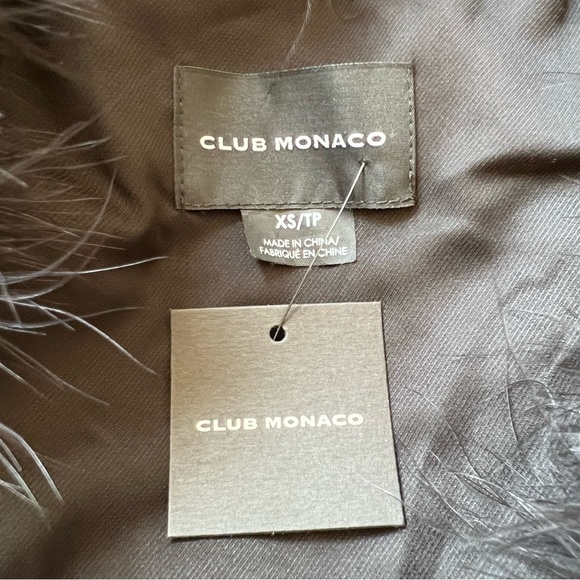 CLUB MONACO
XS/TP
MADE IN CHINA/
FABRIQUÉ EN CHINE
CLUB MONACO